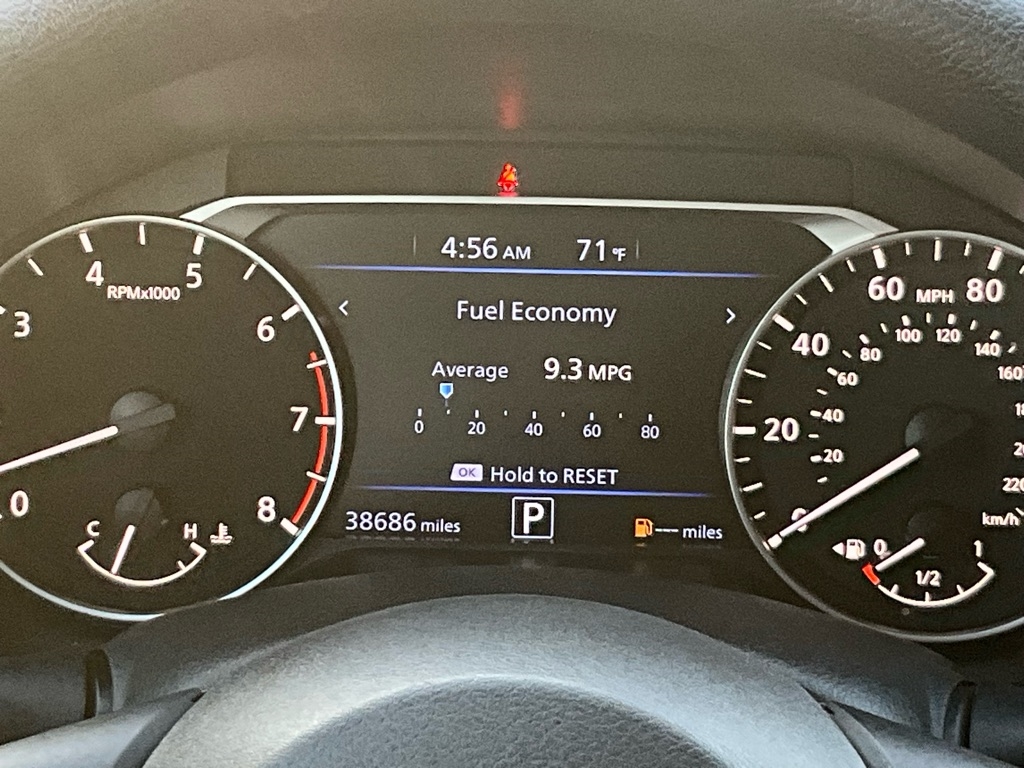 4:56 AM 71°F
Fuel Economy
Average 9.3 MPG
0 20 40 60 80
OK Hold to RESET
38686 miles P --- miles
0 3 4 5 6 7 8
RPMx1000
C H
0 20 40 60 80
MPH
20 40 60 80 100 120 140 160
km/h
0 1/2 1